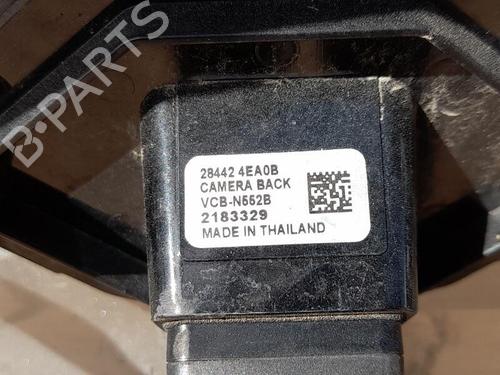 B-PARTS
28442 4EA0B
CAMERA BACK
VCB-N552B
2183329
MADE IN THAILAND